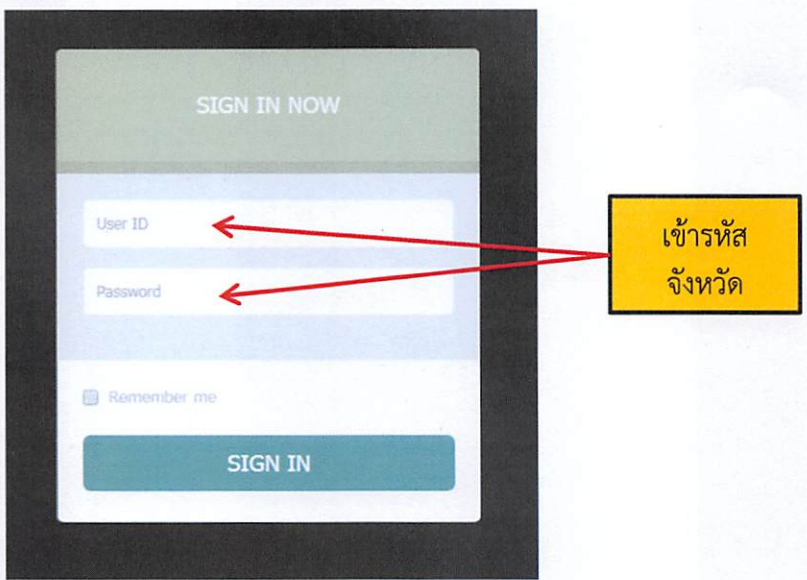 SIGN IN NOW
User ID
Password
Remember me
SIGN IN
เข้ารหัส
จังหวัด